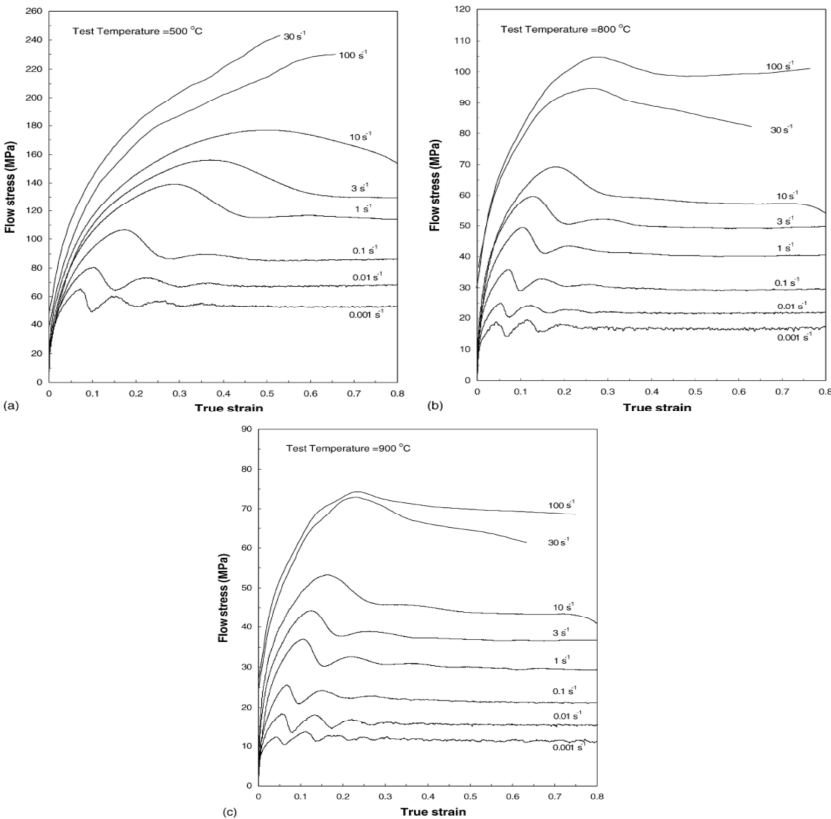 Test Temperature =500 °C
260
240
220
200
180
160
140
120
100
80
60
40
20
0
Flow stress (MPa)
30 s⁻¹
100 s⁻¹
10 s⁻¹
3 s⁻¹
1 s⁻¹
0.1 s⁻¹
0.01 s⁻¹
0.001 s⁻¹
0 0.1 0.2 0.3 0.4 0.5 0.6 0.7 0.8
True strain
(a)
Test Temperature =800 °C
120
110
100
90
80
70
60
50
40
30
20
10
0
Flow stress (MPa)
100 s⁻¹
30 s⁻¹
10 s⁻¹
3 s⁻¹
1 s⁻¹
0.1 s⁻¹
0.01 s⁻¹
0.001 s⁻¹
0 0.1 0.2 0.3 0.4 0.5 0.6 0.7 0.8
True strain
(b)
Test Temperature =900 °C
90
80
70
60
50
40
30
20
10
0
Flow stress (MPa)
100 s⁻¹
30 s⁻¹
10 s⁻¹
3 s⁻¹
1 s⁻¹
0.1 s⁻¹
0.01 s⁻¹
0.001 s⁻¹
0 0.1 0.2 0.3 0.4 0.5 0.6 0.7 0.8
True strain
(c)